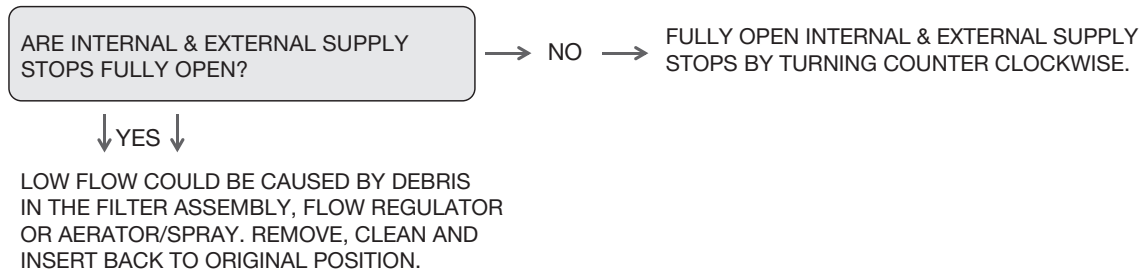 ARE INTERNAL & EXTERNAL SUPPLY
STOPS FULLY OPEN?
NO
FULLY OPEN INTERNAL & EXTERNAL SUPPLY
STOPS BY TURNING COUNTER CLOCKWISE.
YES
LOW FLOW COULD BE CAUSED BY DEBRIS
IN THE FILTER ASSEMBLY, FLOW REGULATOR
OR AERATOR/SPRAY. REMOVE, CLEAN AND
INSERT BACK TO ORIGINAL POSITION.